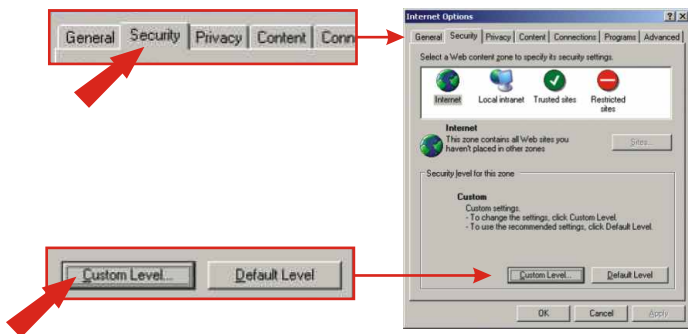 General Security Privacy Content Conn
Custom Level... Default Level
Internet Options
General Security Privacy Content Connections Programs Advanced
Select a Web content zone to specify its security settings.
Internet Local intranet Trusted sites Restricted
sites
Internet
This zone contains all Web sites you
haven't placed in other zones
Sites...
Security level for this zone
Custom
Custom settings.
- To change the settings, click Custom Level.
- To use the recommended settings, click Default Level.
Custom Level... Default Level
OK Cancel Apply